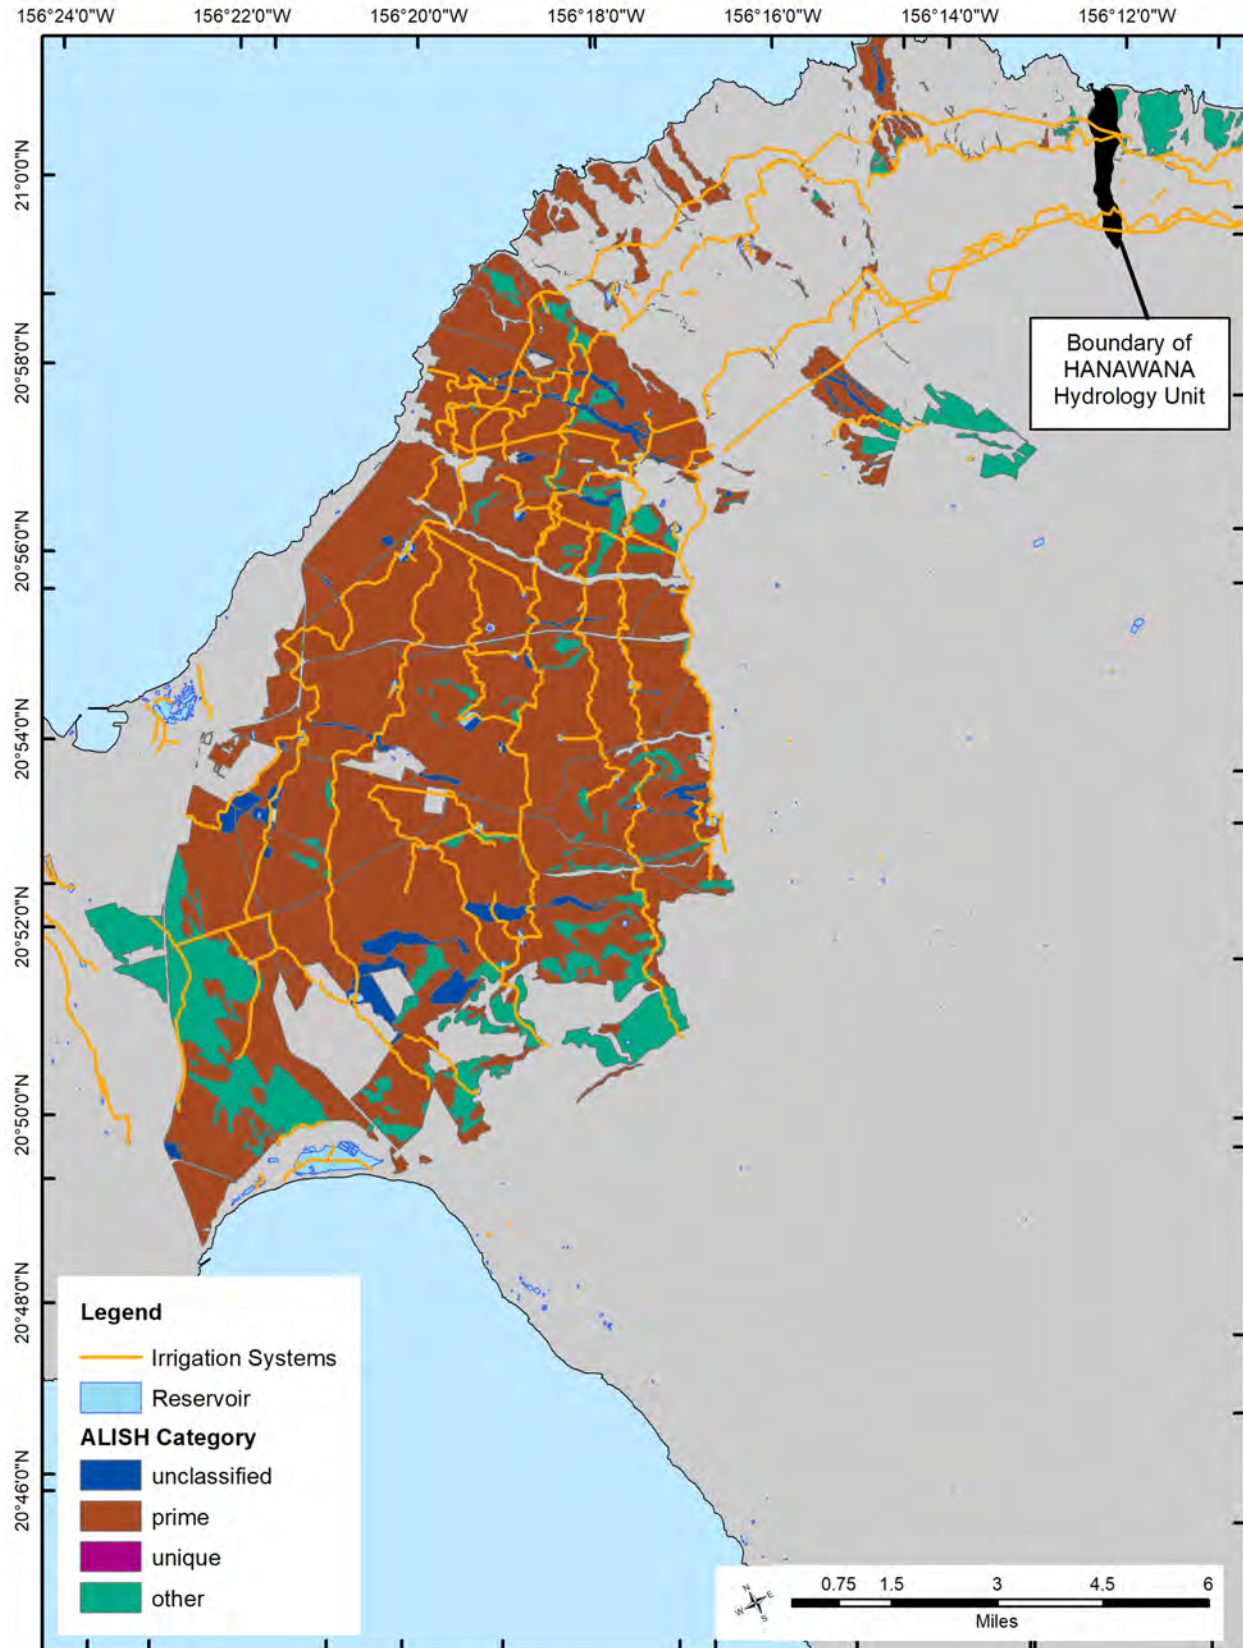 156°24'0"W 156°22'0"W 156°20'0"W 156°18'0"W 156°16'0"W 156°14'0"W 156°12'0"W
21°0'0"N
20°58'0"N
20°56'0"N
20°54'0"N
20°52'0"N
20°50'0"N
20°48'0"N
20°46'0"N
Boundary of
HANAWANA
Hydrology Unit
Legend
Irrigation Systems
Reservoir
ALISH Category
unclassified
prime
unique
other
N
E
W
S
0.75 1.5 3 4.5 6
Miles